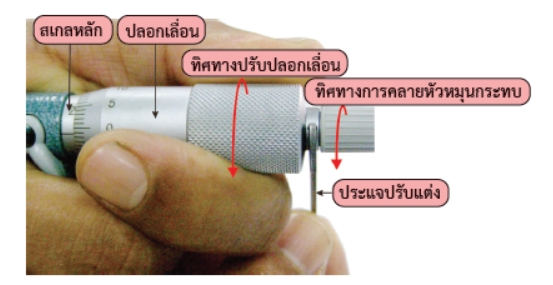 สเกลหลัก
ปลอกเลื่อน
ทิศทางปรับปลอกเลื่อน
ทิศทางการคลายหัวหมุนกระทบ
5
0
ประแจปรับแต่ง